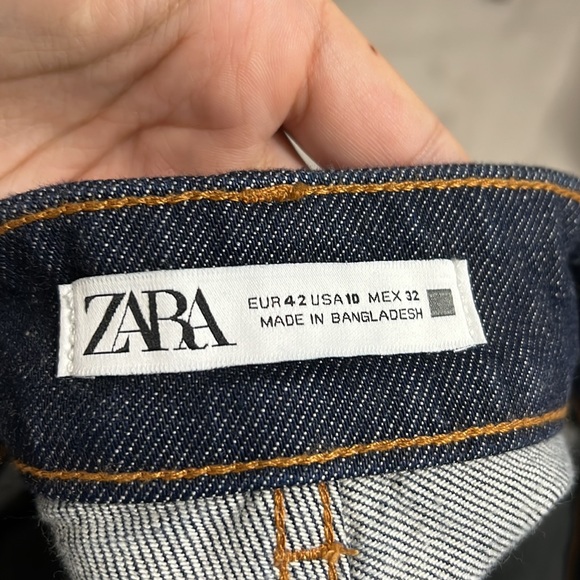 ZARA
EUR 42 USA 10 MEX 32
MADE IN BANGLADESH